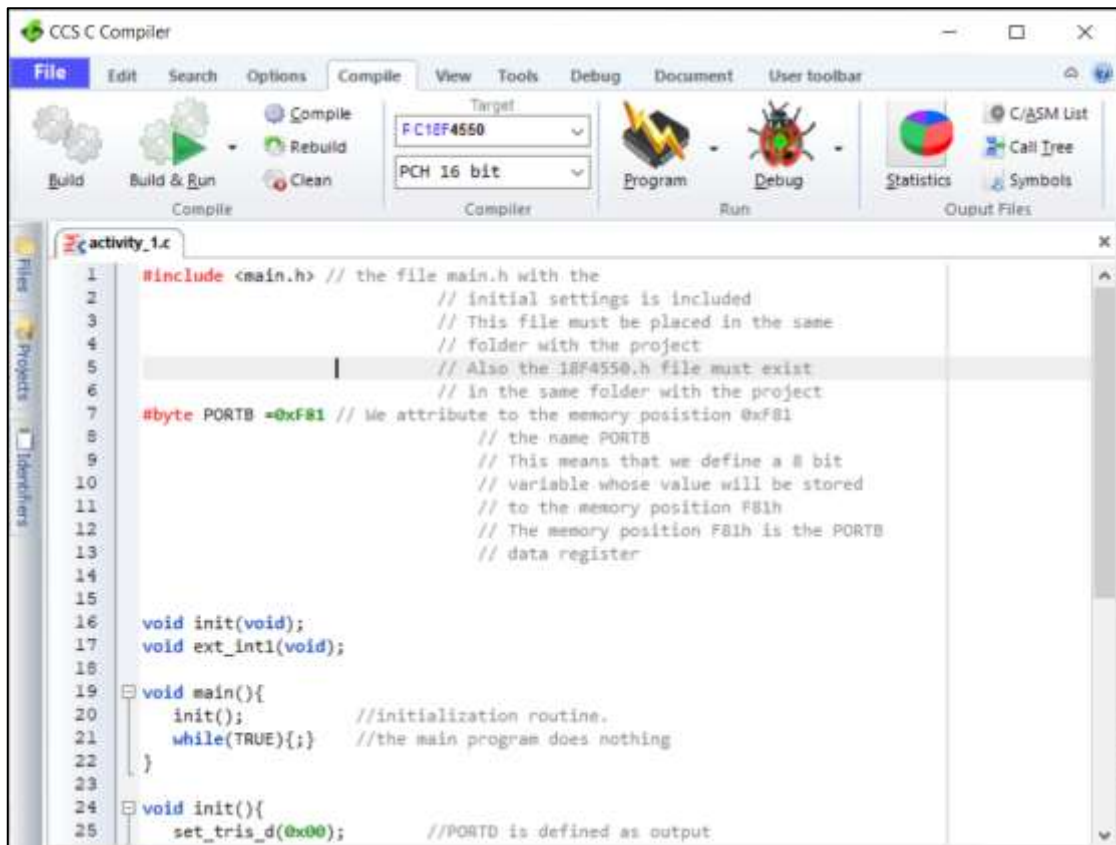 CCS C Compiler
File Edit Search Options Compile View Tools Debug Document User toolbar
Build
Build & Run
Compile
Rebuild
Clean
Compile
Target
PIC18F4550
PCH 16 bit
Compiler
Program
Debug
Run
Statistics
C/ASM List
Call Tree
Symbols
Ouput Files
Files
Projects
Identifiers
activity_1.c
1 #include <main.h> // the file main.h with the
2 // initial settings is included
3 // This file must be placed in the same
4 // folder with the project
5 // Also the 18F4550.h file must exist
6 // in the same folder with the project
7 #byte PORTB =0xF81 // We attribute to the memory posistion 0xF81
8 // the name PORTB
9 // This means that we define a 8 bit
10 // variable whose value will be stored
11 // to the memory position F81h
12 // The memory position F81h is the PORTB
13 // data register
14
15
16 void init(void);
17 void ext_int1(void);
18
19 void main(){
20 init(); //initialization routine.
21 while(TRUE){;} //the main program does nothing
22 }
23
24 void init(){
25 set_tris_d(0x00); //PORTD is defined as output